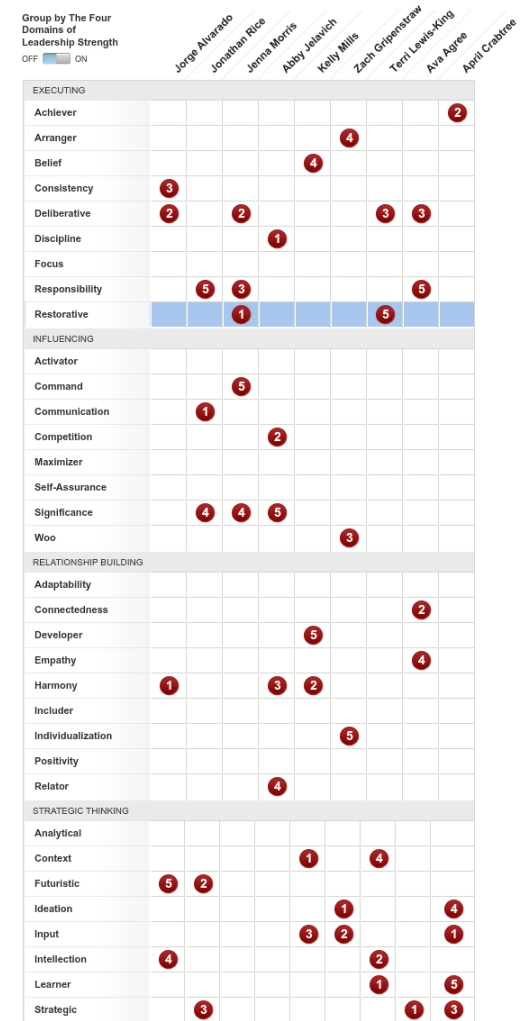 Group by The Four
Domains of
Leadership Strength
OFF ON
Jorge Alvarado
Jonathan Rice
Jenna Morris
Abby Jelavich
Kelly Mills
Zach Gripenstraw
Terri Lewis-King
Ava Agree
April Crabtree
EXECUTING
Achiever 2
Arranger 4
Belief 4
Consistency 3
Deliberative 2 2 3 3
Discipline 1
Focus
Responsibility 5 3 5
Restorative 1 5
INFLUENCING
Activator
Command 5
Communication 1
Competition 2
Maximizer
Self-Assurance
Significance 4 4 5
Woo 3
RELATIONSHIP BUILDING
Adaptability
Connectedness 2
Developer 5
Empathy 4
Harmony 1 3 2
Includer
Individualization 5
Positivity
Relator 4
STRATEGIC THINKING
Analytical
Context 1 4
Futuristic 5 2
Ideation 1 4
Input 3 2 1
Intellection 4 2
Learner 1 5
Strategic 3 1 3